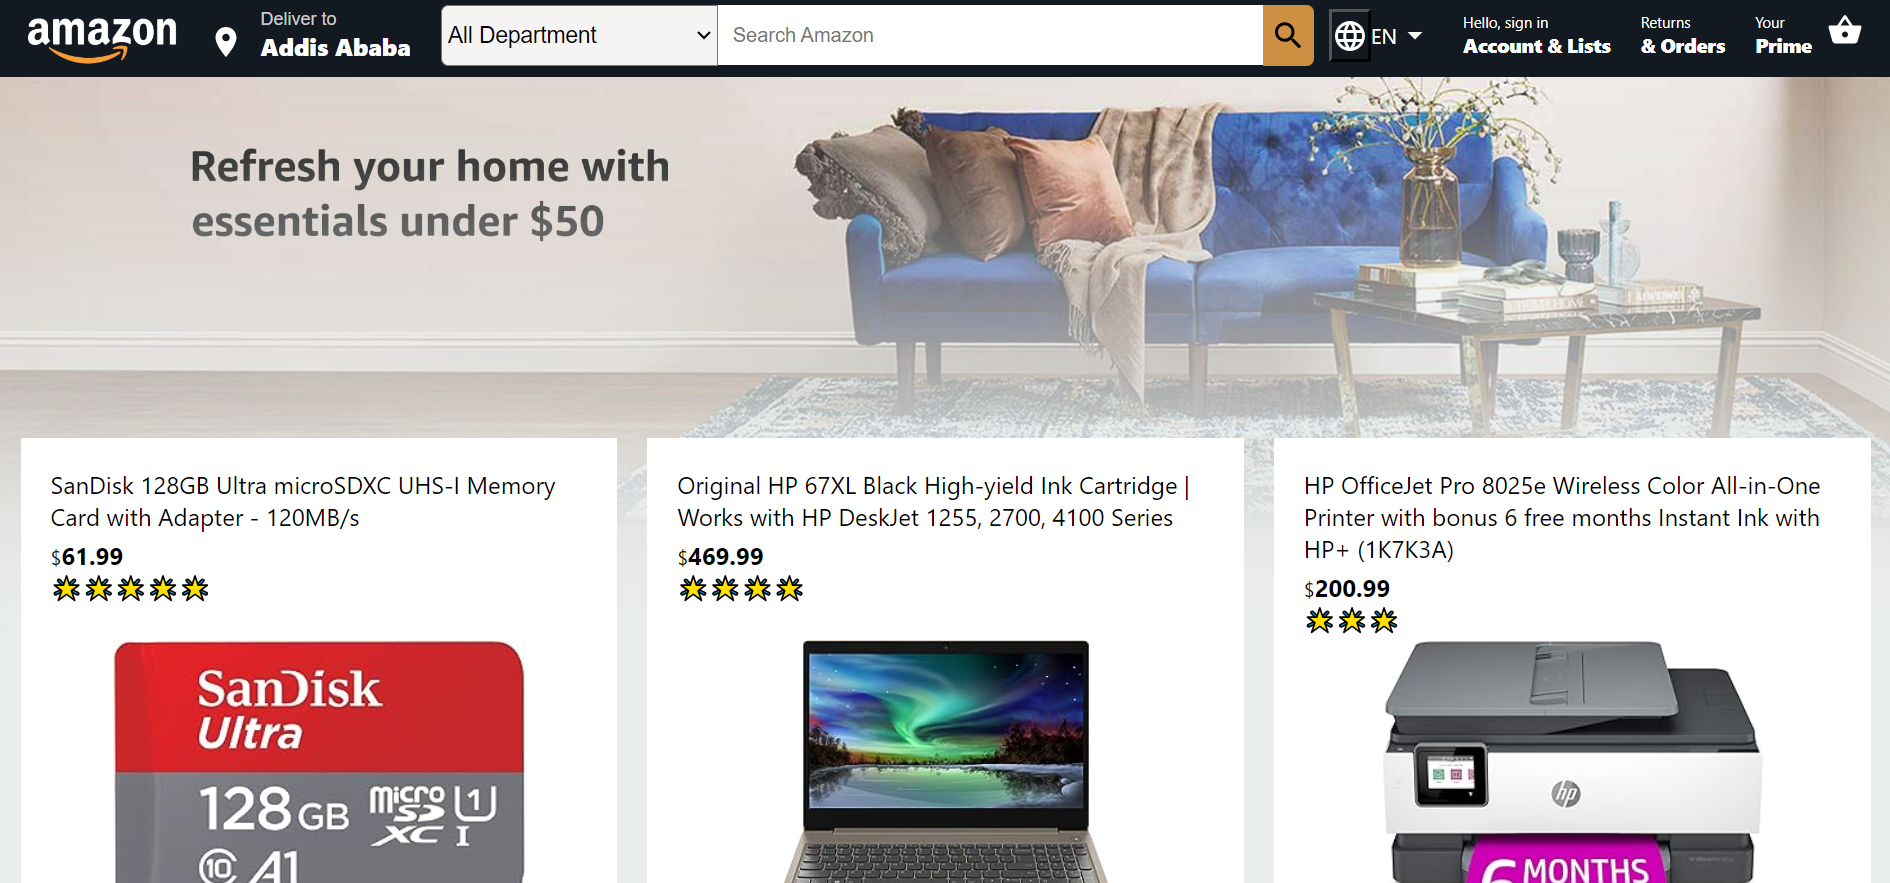 amazon
Deliver to
Addis Ababa
All Department
Search Amazon
EN
Hello, sign in
Account & Lists
Returns
& Orders
Your
Prime
Refresh your home with
essentials under $50
TRAVEL HOME
SanDisk 128GB Ultra microSDXC UHS-I Memory
Card with Adapter - 120MB/s
$61.99
SanDisk
Ultra
128 GB
micro
SD
XC I
U1
10 A1
Original HP 67XL Black High-yield Ink Cartridge |
Works with HP DeskJet 1255, 2700, 4100 Series
$469.99
HP OfficeJet Pro 8025e Wireless Color All-in-One
Printer with bonus 6 free months Instant Ink with
HP+ (1K7K3A)
$200.99
hp
6 MONTHS